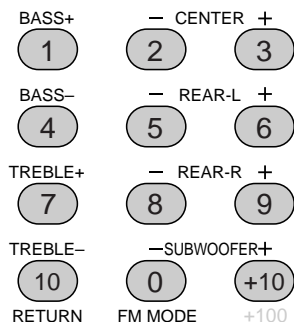 BASS+ – CENTER +
1 2 3
BASS– – REAR-L +
4 5 6
TREBLE+ – REAR-R +
7 8 9
TREBLE– –SUBWOOFER+
10 0 +10
RETURN FM MODE +100